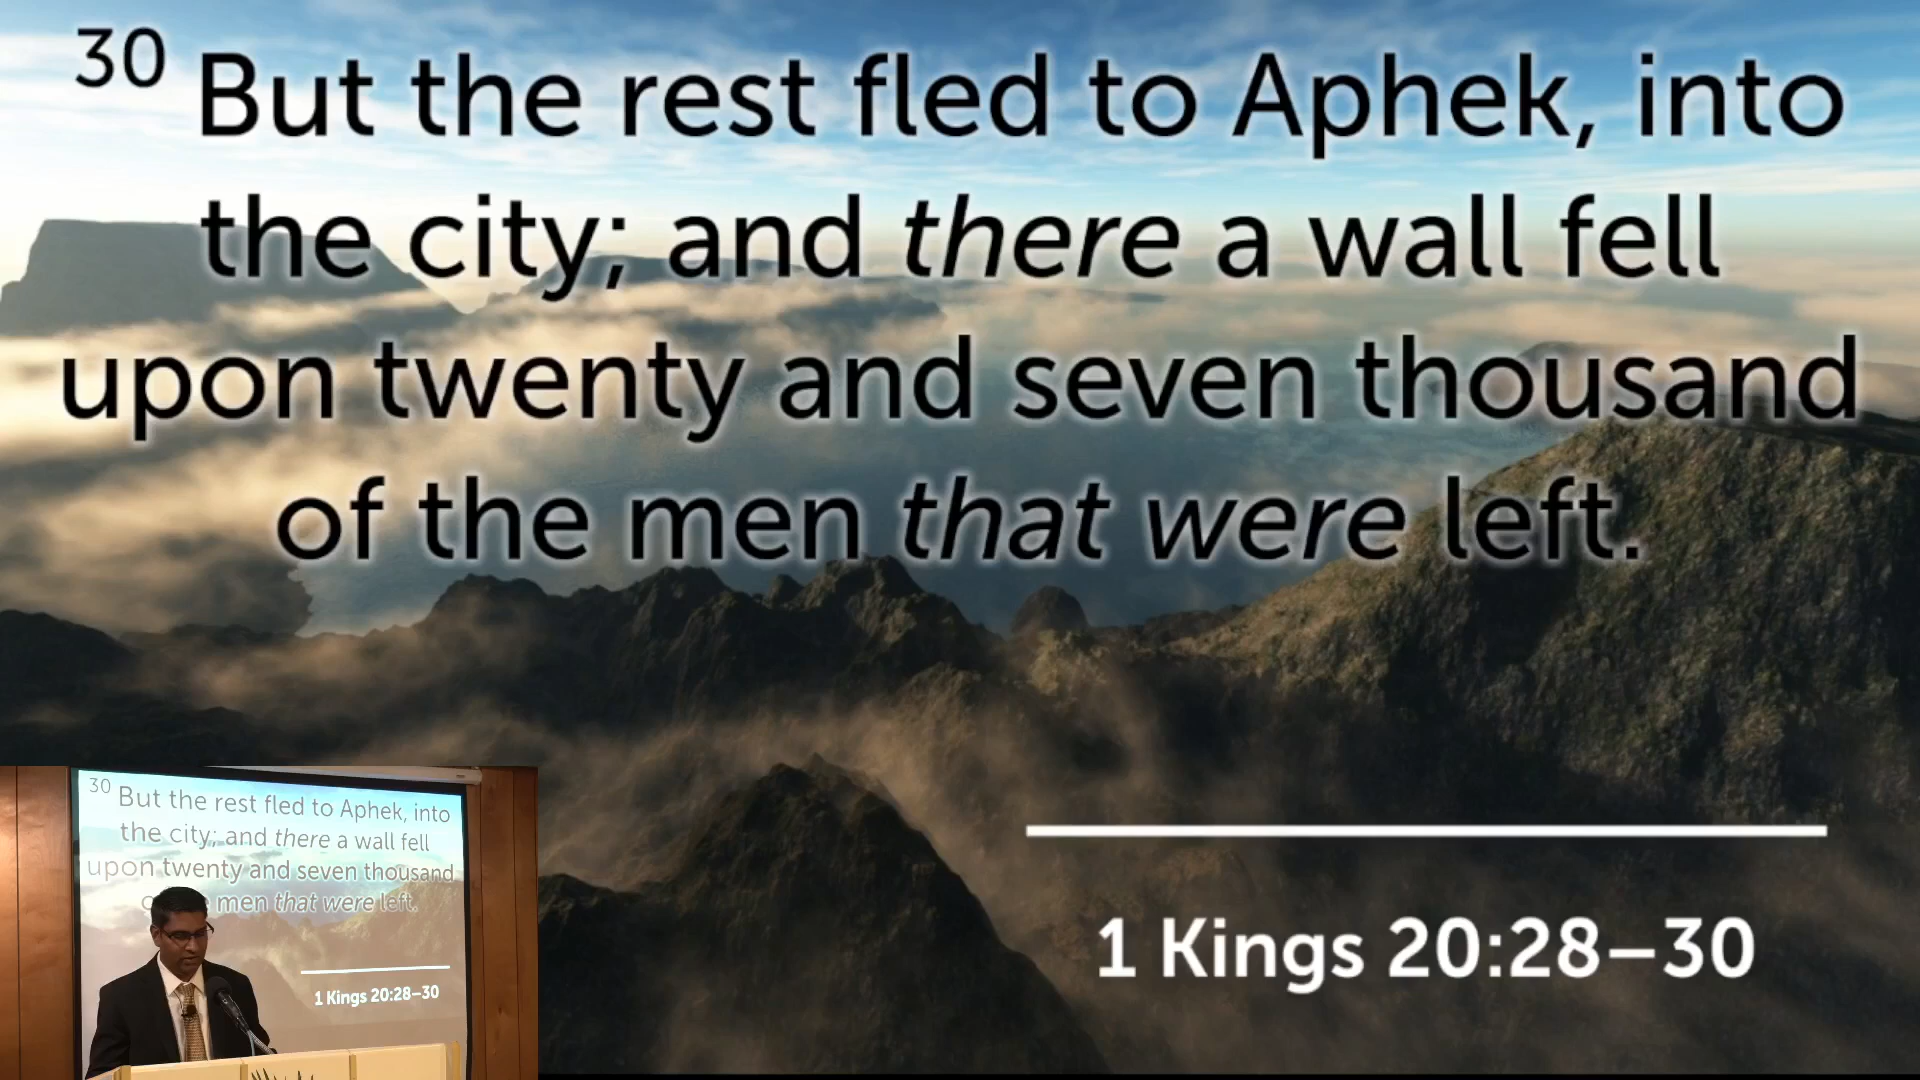 30 But the rest fled to Aphek, into
the city; and there a wall fell
upon twenty and seven thousand
of the men that were left.
1 Kings 20:28–30
30 But the rest fled to Aphek, into
the city; and there a wall fell
upon twenty and seven thousand
men that were left.
1 Kings 20:28–30